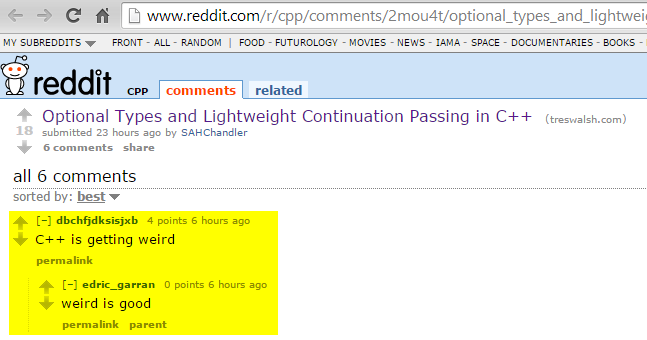 www.reddit.com/r/cpp/comments/2mou4t/optional_types_and_lightweig
MY SUBREDDITS FRONT - ALL - RANDOM | FOOD - FUTUROLOGY - MOVIES - NEWS - IAMA - SPACE - DOCUMENTARIES - BOOKS -
reddit CPP comments related
Optional Types and Lightweight Continuation Passing in C++ (treswalsh.com)
18
submitted 23 hours ago by SAHChandler
6 comments share
all 6 comments
sorted by: best
[–] dbchfjdksisjxb 4 points 6 hours ago
C++ is getting weird
permalink
[–] edric_garran 0 points 6 hours ago
weird is good
permalink parent